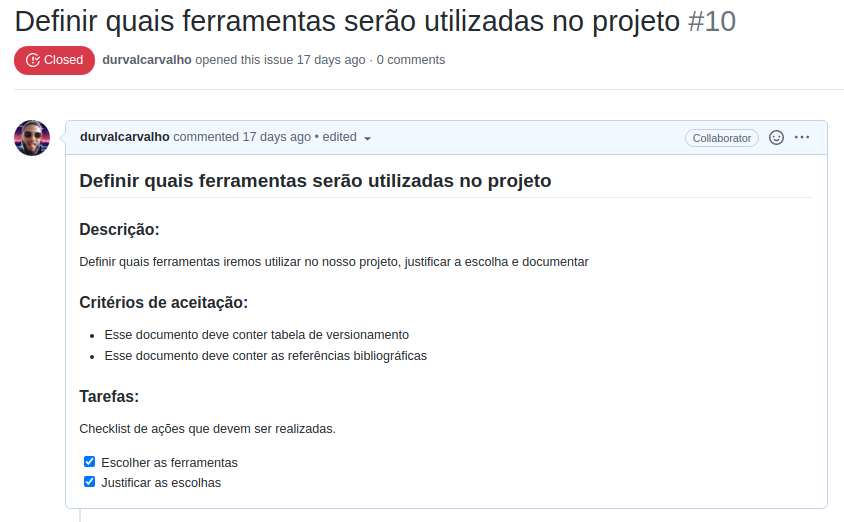 Definir quais ferramentas serão utilizadas no projeto #10
Closed durvalcarvalho opened this issue 17 days ago · 0 comments
durvalcarvalho commented 17 days ago • edited Collaborator
Definir quais ferramentas serão utilizadas no projeto
Descrição:
Definir quais ferramentas iremos utilizar no nosso projeto, justificar a escolha e documentar
Critérios de aceitação:
• Esse documento deve conter tabela de versionamento
• Esse documento deve conter as referências bibliográficas
Tarefas:
Checklist de ações que devem ser realizadas.
Escolher as ferramentas
Justificar as escolhas